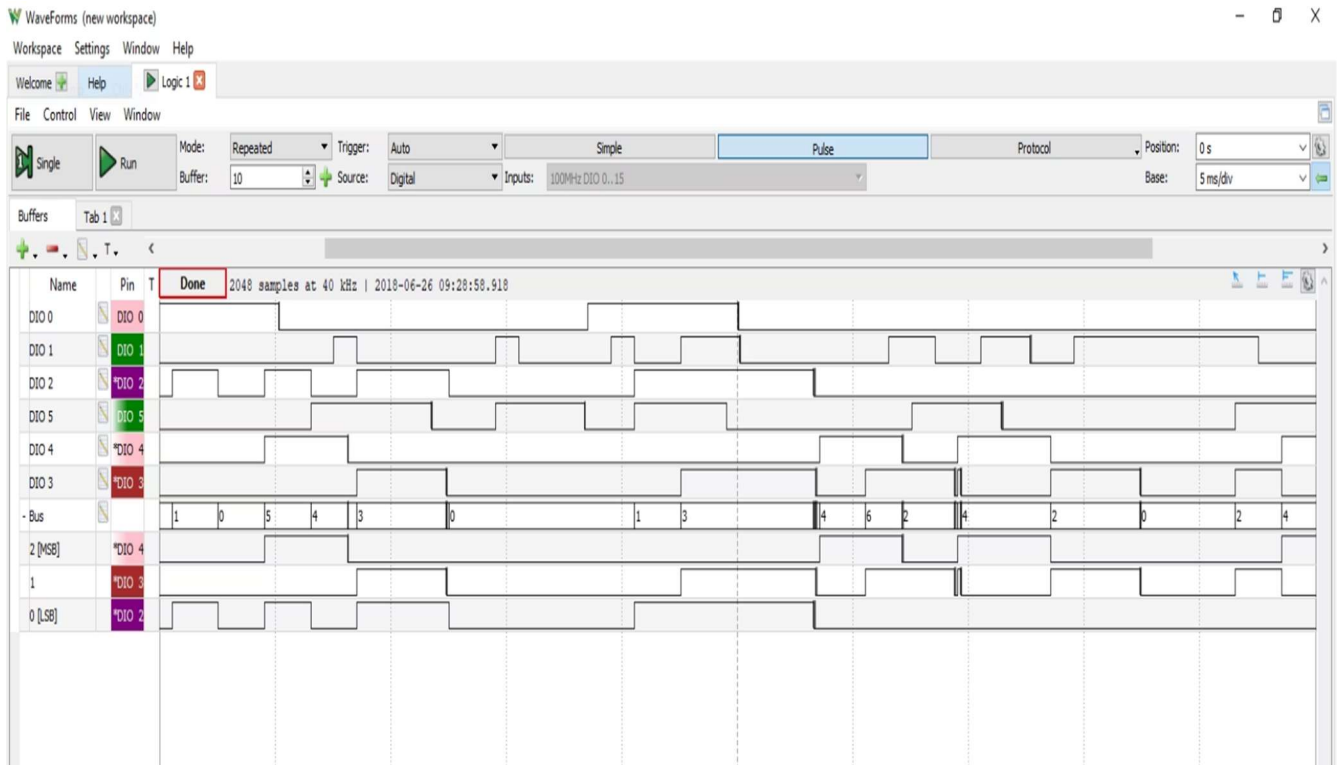 WaveForms (new workspace)
Workspace Settings Window Help
Welcome Help Logic 1
File Control View Window
Single Run Mode: Repeated Trigger: Auto Simple Pulse Protocol Position: 0 s
Buffer: 10 Source: Digital Inputs: 100MHz DIO 0..15 Base: 5 ms/div
Buffers Tab 1
T
Name Pin T Done 2048 samples at 40 kHz | 2018-06-26 09:28:58.918
DIO 0 DIO 0
DIO 1 DIO 1
DIO 2 *DIO 2
DIO 5 DIO 5
DIO 4 *DIO 4
DIO 3 *DIO 3
- Bus 1 0 5 4 3 0 1 3 4 6 2 4 2 0 2 4
2 [MSB] *DIO 4
1 *DIO 3
0 [LSB] *DIO 2